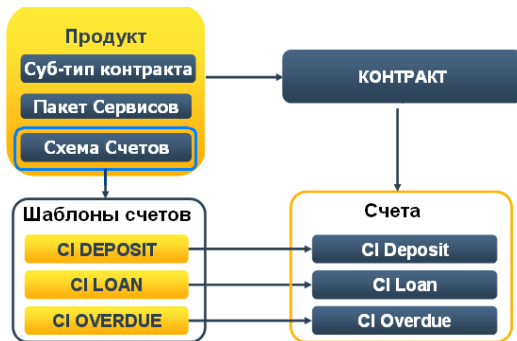 Продукт
Суб-тип контракта
КОНТРАКТ
Пакет Сервисов
Схема Счетов
Шаблоны счетов
Счета
CI DEPOSIT
CI Deposit
CI LOAN
CI Loan
CI OVERDUE
CI Overdue